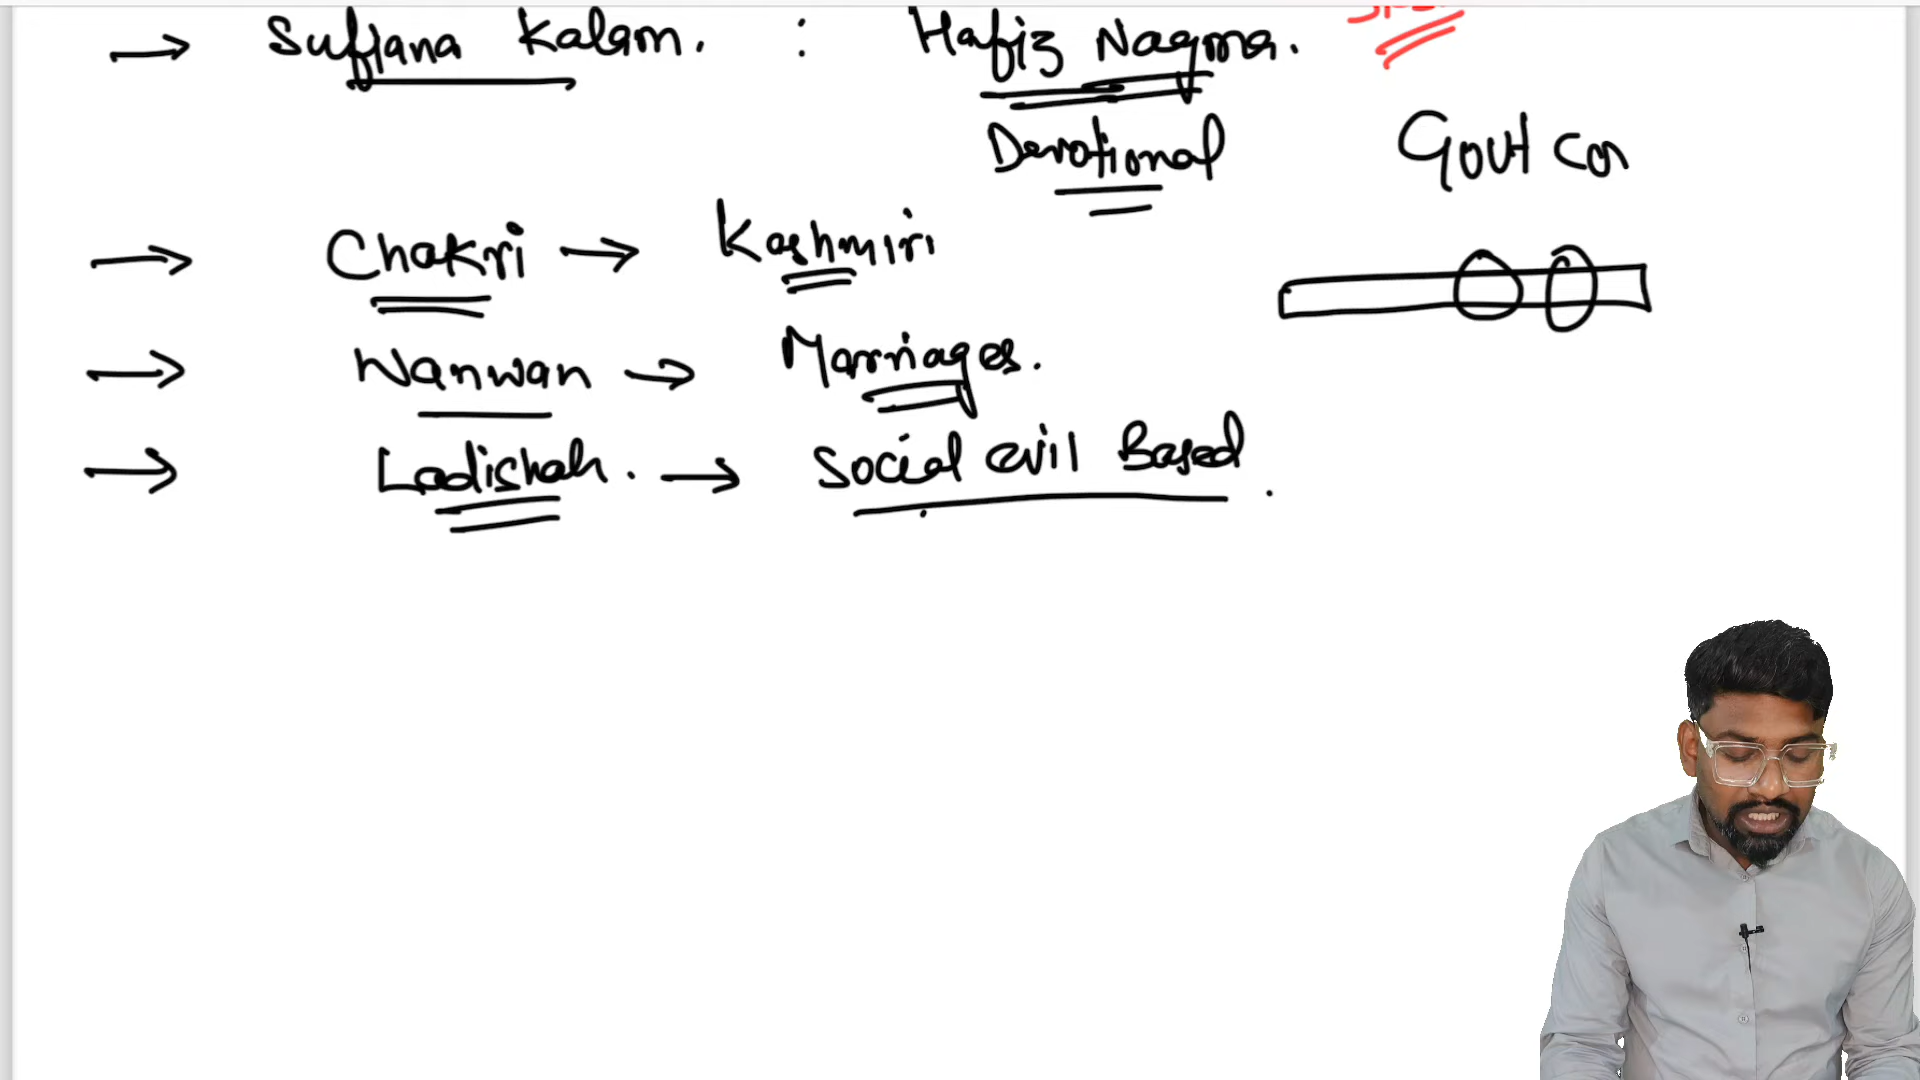 → Sufiana Kalam. : Hafiz Nagma.
Devotional
Govt con
→ Chakri → Kashmiri
→ Wanwan → Marriages.
→ Ladishah. → Social evil Based.